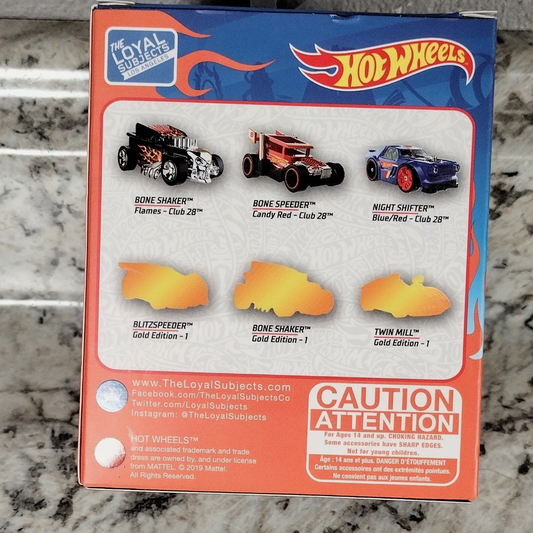 THE
LOYAL
SUBJECTS
LOS ANGELES
HOT WHEELS™
BONE SHAKER™
Flames - Club 28™
BONE SPEEDER™
Candy Red - Club 28™
NIGHT SHIFTER™
Blue/Red - Club 28™
BLITZSPEEDER™
Gold Edition - 1
BONE SHAKER™
Gold Edition - 1
TWIN MILL™
Gold Edition - 1
www.TheLoyalSubjects.com
Facebook.com/TheLoyalSubjectsCo
Twitter.com/LoyalSubjects
Instagram: @TheLoyalSubjects
HOT WHEELS™
and associated trademark and trade
dress are owned by, and under license
from MATTEL. © 2019 Mattel.
All Rights Reserved.
CAUTION
ATTENTION
For Ages 14 and up. CHOKING HAZARD.
Some accessories have SHARP EDGES.
Not for young children.
Âge : 14 ans et plus. DANGER D'ÉTOUFFEMENT
Certains accessoires ont des extrémités pointues.
Ne convient pas aux jeunes enfants.